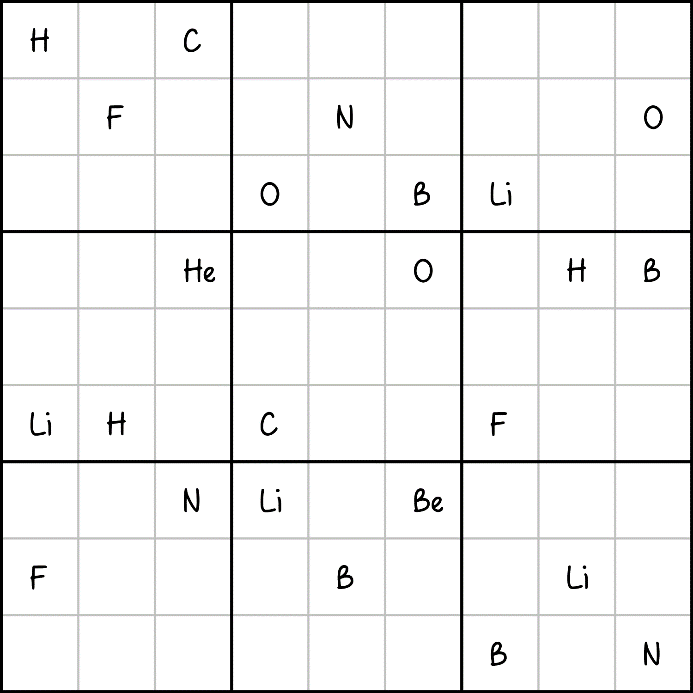 H C
F N O
O B Li
He O H B
Li H C F
N Li Be
F B Li
B N